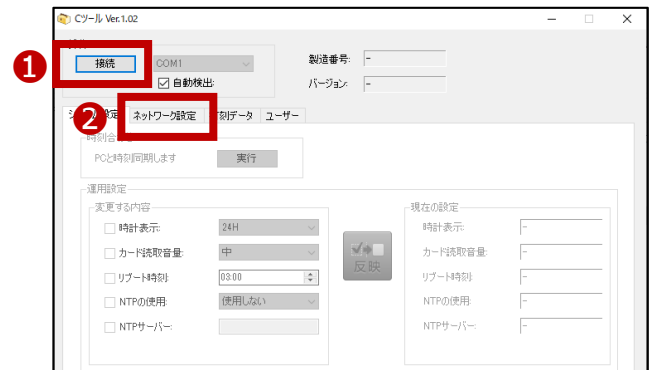 Cツール Ver.1.02
❶
接続
COM1
製造番号: -
☑ 自動検出:
バージョン: -
❷
ネットワーク設定
ユーザー
PCと時刻同期します
実行
運用設定
変更する内容
現在の設定
時計表示: 24H
時計表示: -
カード読取音量: 中
カード読取音量: -
反映
リブート時刻: 03:00
リブート時刻: -
NTPの使用: 使用しない
NTPの使用: -
NTPサーバー:
NTPサーバー: -